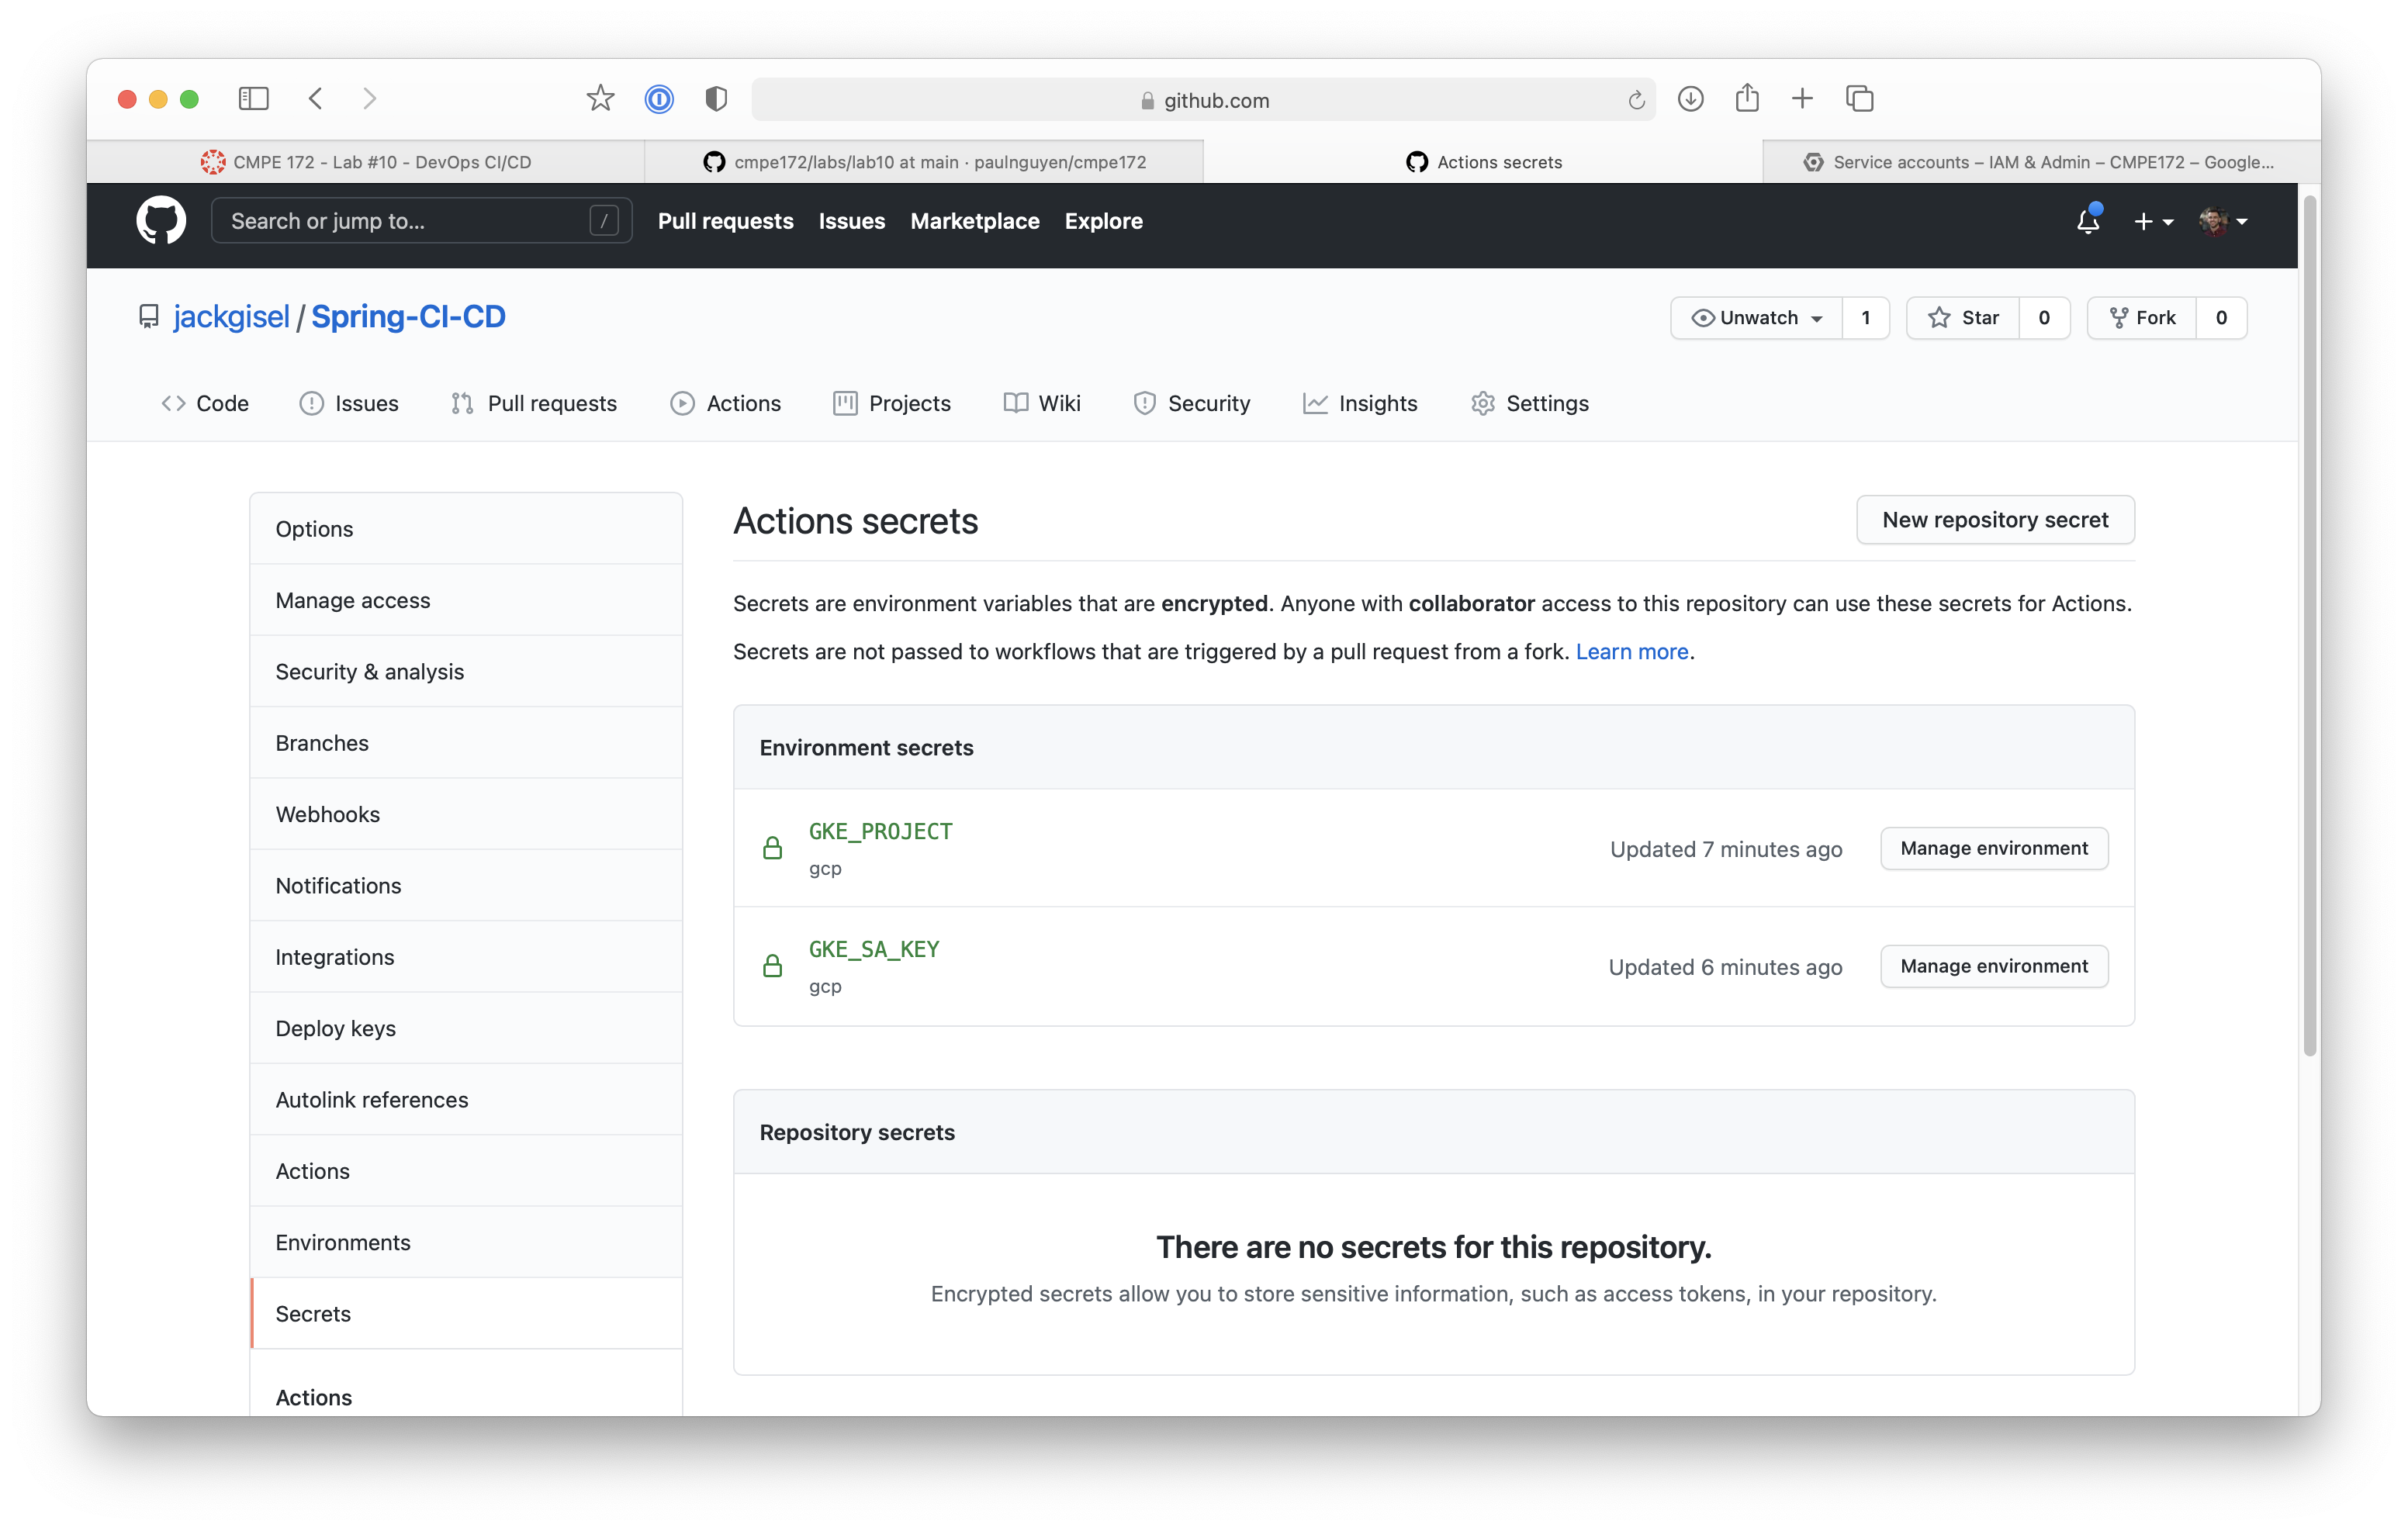 github.com
CMPE 172 - Lab #10 - DevOps CI/CD
cmpe172/labs/lab10 at main · paulnguyen/cmpe172
Actions secrets
Service accounts – IAM & Admin – CMPE172 – Google...
Search or jump to... /
Pull requests Issues Marketplace Explore
jackgisel / Spring-CI-CD
Unwatch 1
Star 0
Fork 0
Code Issues Pull requests Actions Projects Wiki Security Insights Settings
Options
Manage access
Security & analysis
Branches
Webhooks
Notifications
Integrations
Deploy keys
Autolink references
Actions
Environments
Secrets
Actions
Actions secrets
New repository secret
Secrets are environment variables that are encrypted. Anyone with collaborator access to this repository can use these secrets for Actions.
Secrets are not passed to workflows that are triggered by a pull request from a fork. Learn more.
Environment secrets
GKE_PROJECT
gcp
Updated 7 minutes ago
Manage environment
GKE_SA_KEY
gcp
Updated 6 minutes ago
Manage environment
Repository secrets
There are no secrets for this repository.
Encrypted secrets allow you to store sensitive information, such as access tokens, in your repository.